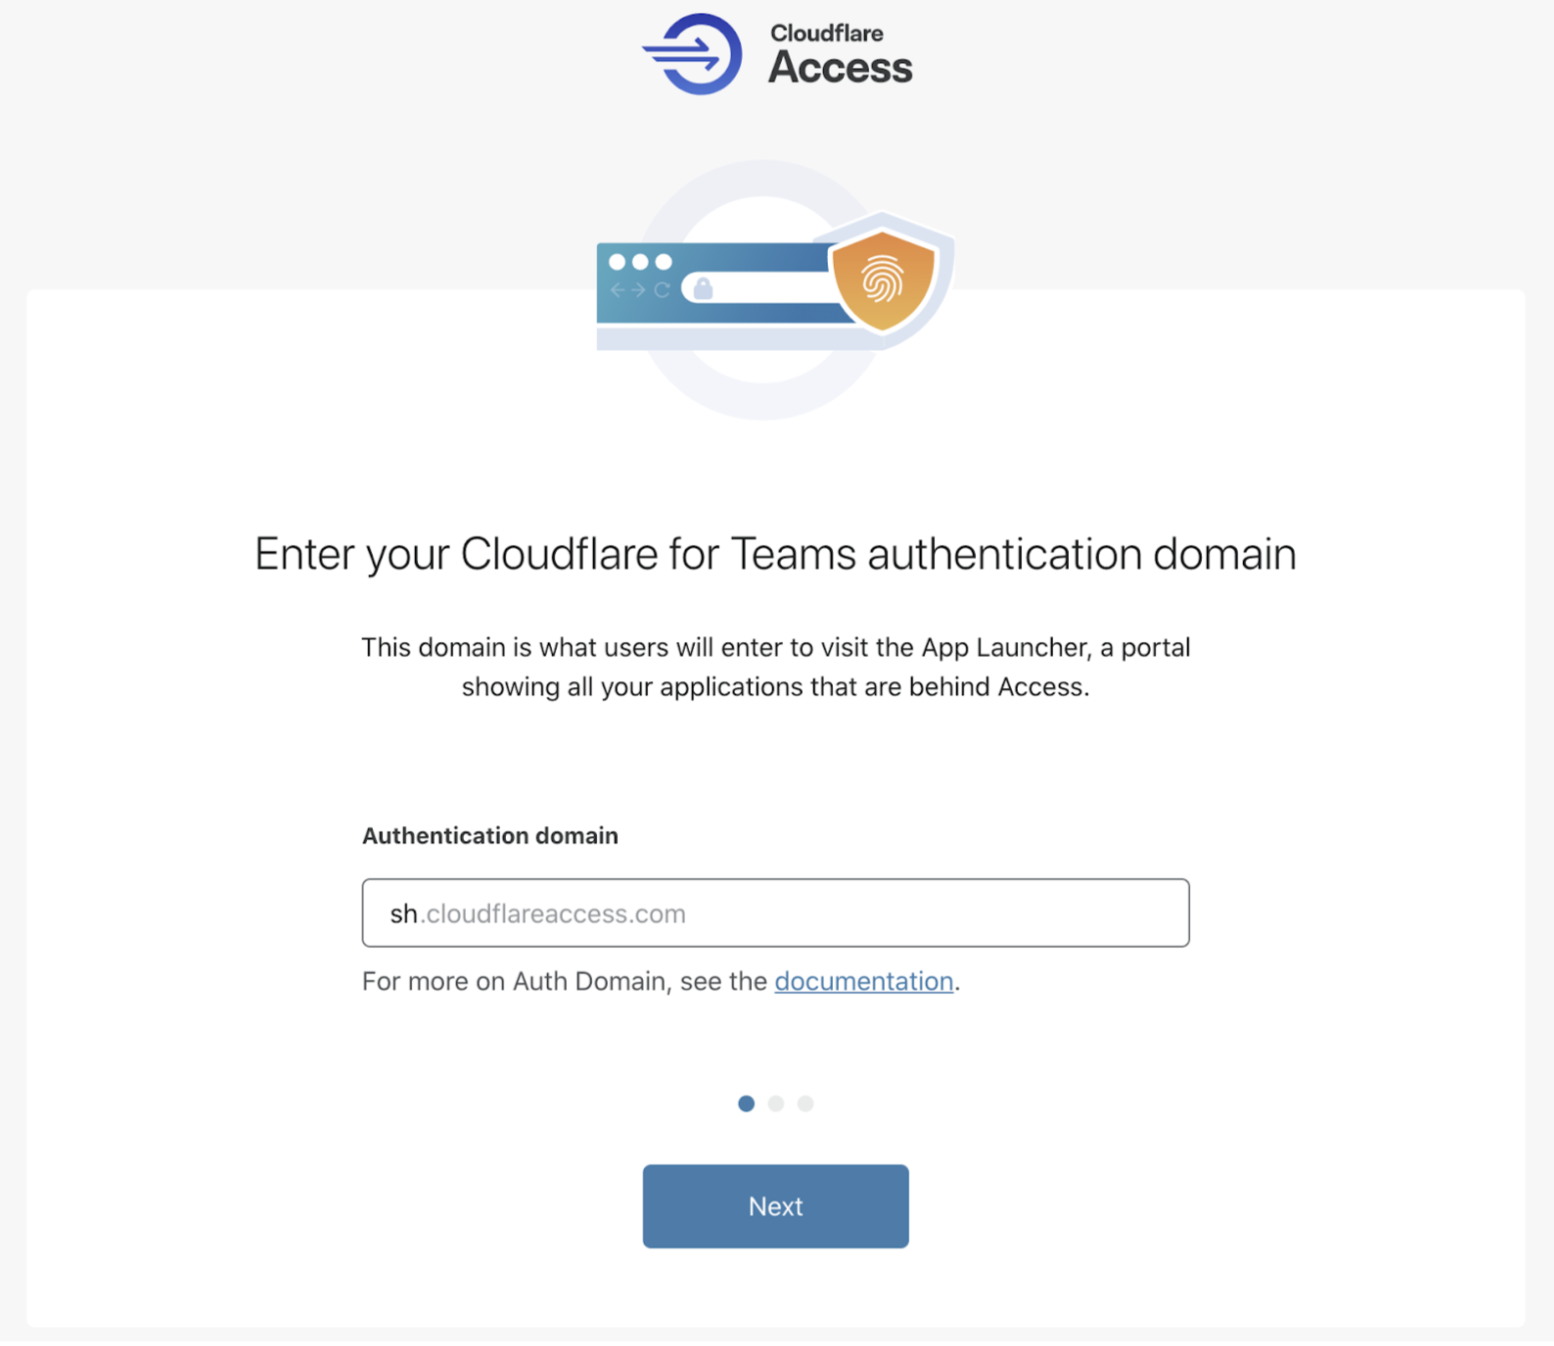 Cloudflare
Access
Enter your Cloudflare for Teams authentication domain
This domain is what users will enter to visit the App Launcher, a portal
showing all your applications that are behind Access.
Authentication domain
sh.cloudflareaccess.com
For more on Auth Domain, see the documentation.
Next